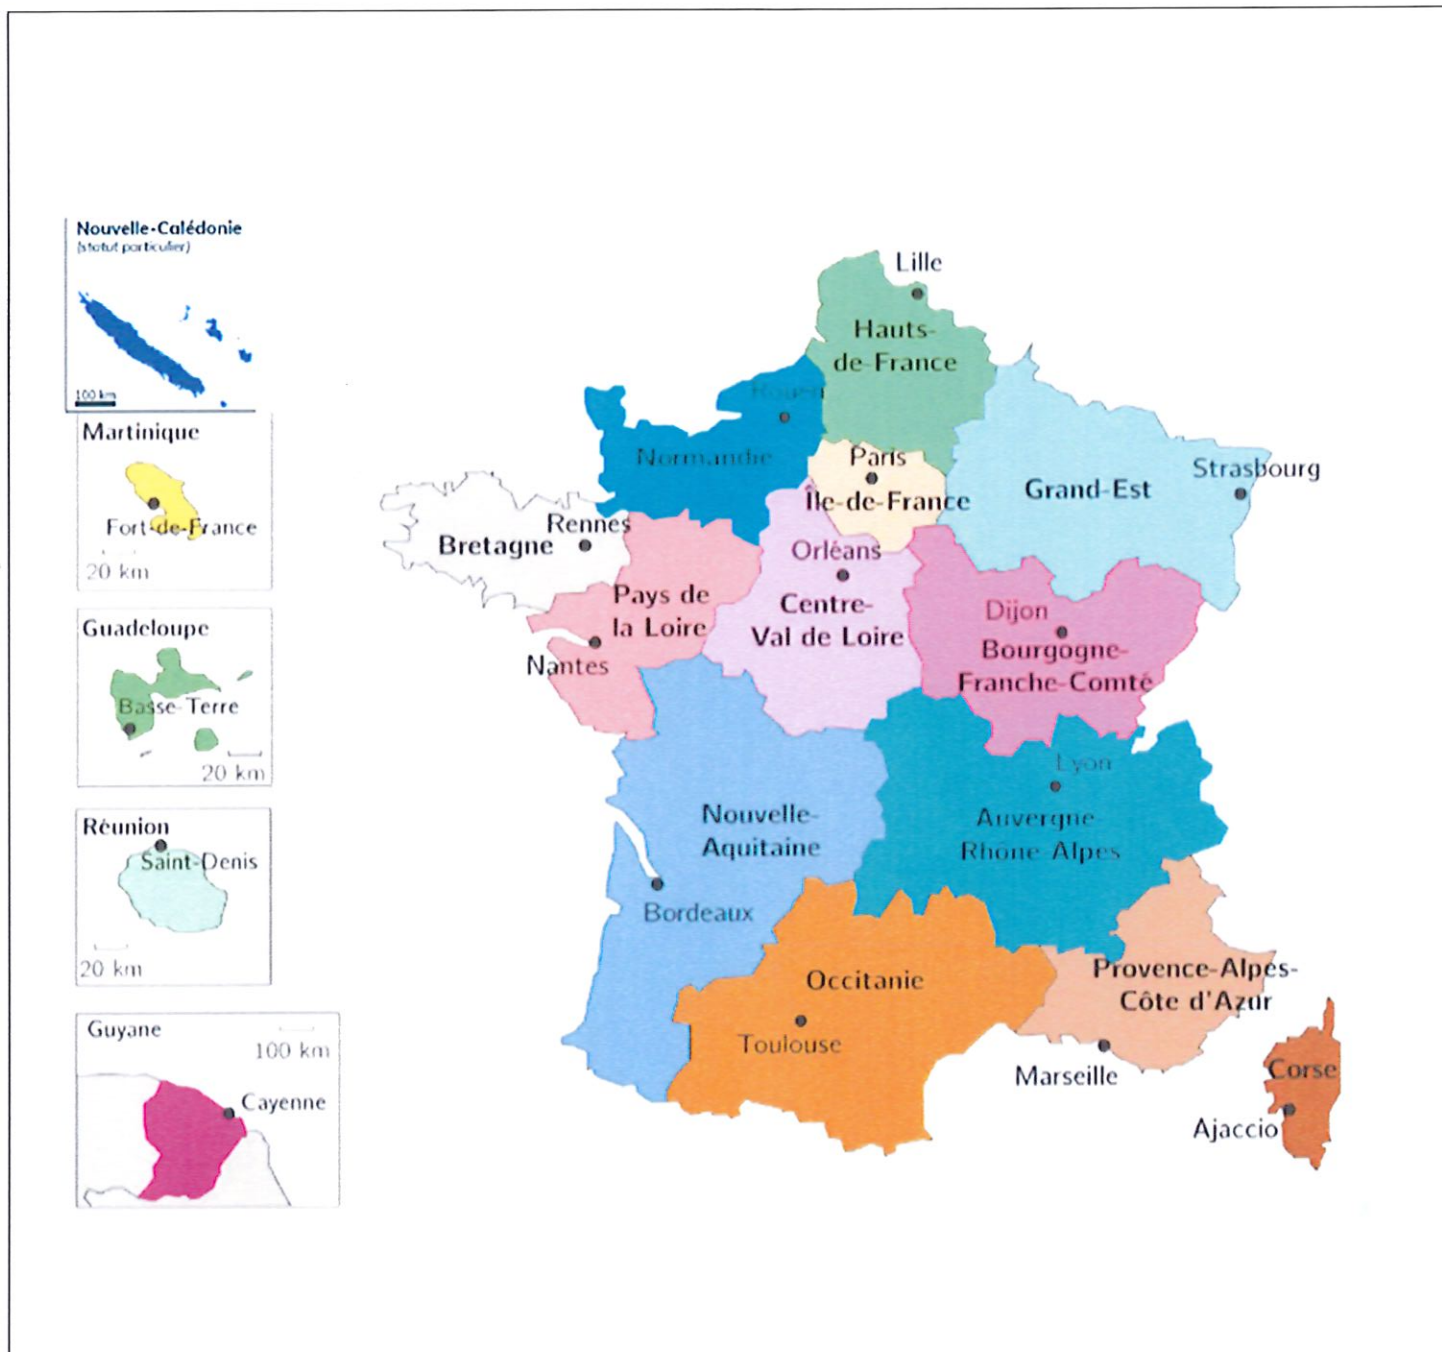 Nouvelle-Calédonie
(statut particulier)
100 km
Martinique
Fort-de-France
20 km
Guadeloupe
Basse-Terre
20 km
Réunion
Saint-Denis
20 km
Guyane
100 km
Cayenne
Lille
Hauts-
de-France
Rouen
Normandie
Paris
Île-de-France
Grand-Est
Strasbourg
Rennes
Bretagne
Orléans
Pays de
la Loire
Centre-
Val de Loire
Nantes
Dijon
Bourgogne-
Franche-Comté
Lyon
Auvergne-
Rhône-Alpes
Nouvelle-
Aquitaine
Bordeaux
Occitanie
Toulouse
Provence-Alpes-
Côte d'Azur
Marseille
Corse
Ajaccio